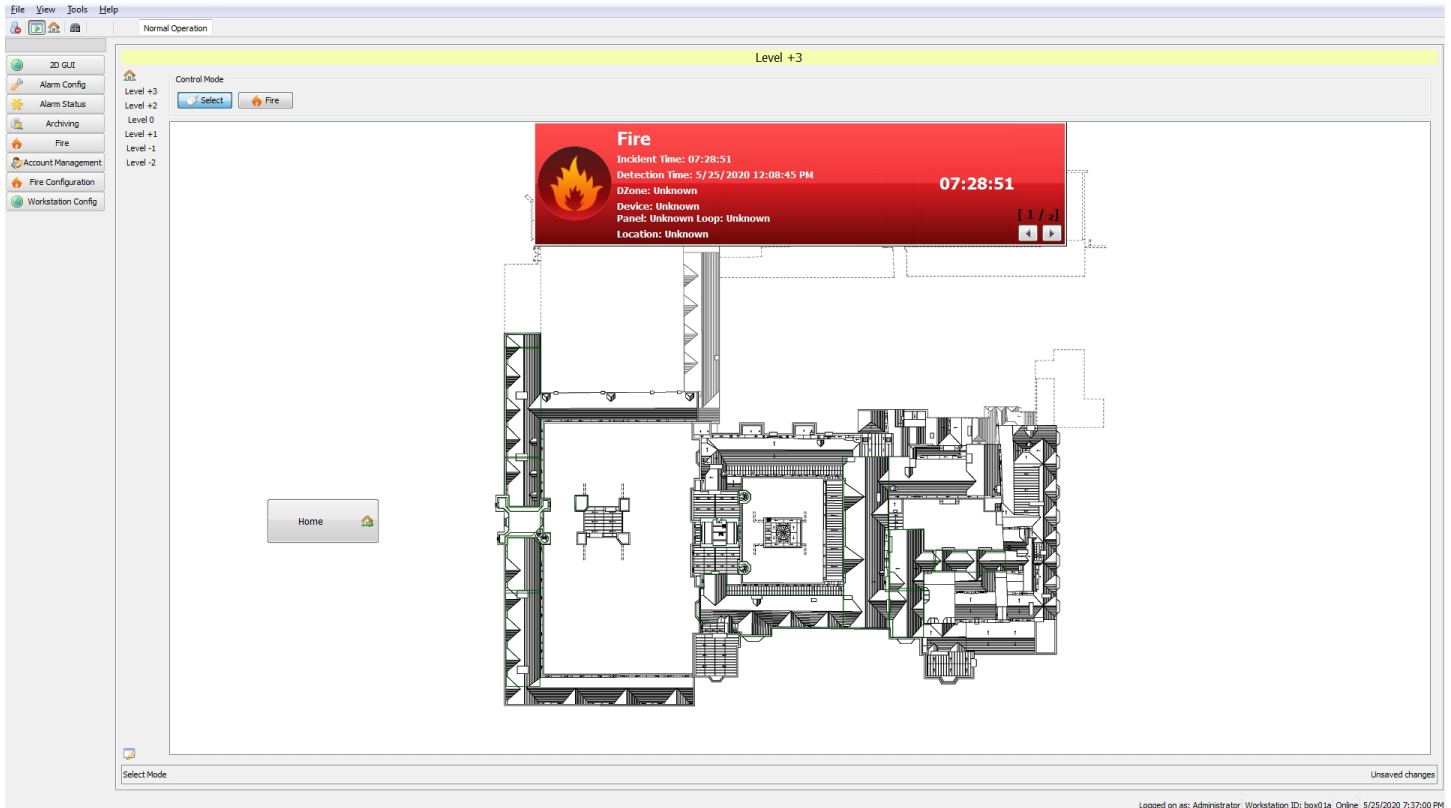 File View Tools Help
Normal Operation
2D GUI
Alarm Config
Alarm Status
Archiving
Fire
Account Management
Fire Configuration
Workstation Config
Level +3
Level +3
Level +2
Level 0
Level +1
Level -1
Level -2
Control Mode
Select Fire
Fire
Incident Time: 07:28:51
Detection Time: 5/25/2020 12:08:45 PM
DZone: Unknown
Device: Unknown
Panel: Unknown Loop: Unknown
Location: Unknown
07:28:51
[ 1 / 2]
Home
Select Mode
Unsaved changes
Logged on as: Administrator Workstation ID: box01a Online 5/25/2020 7:37:00 PM